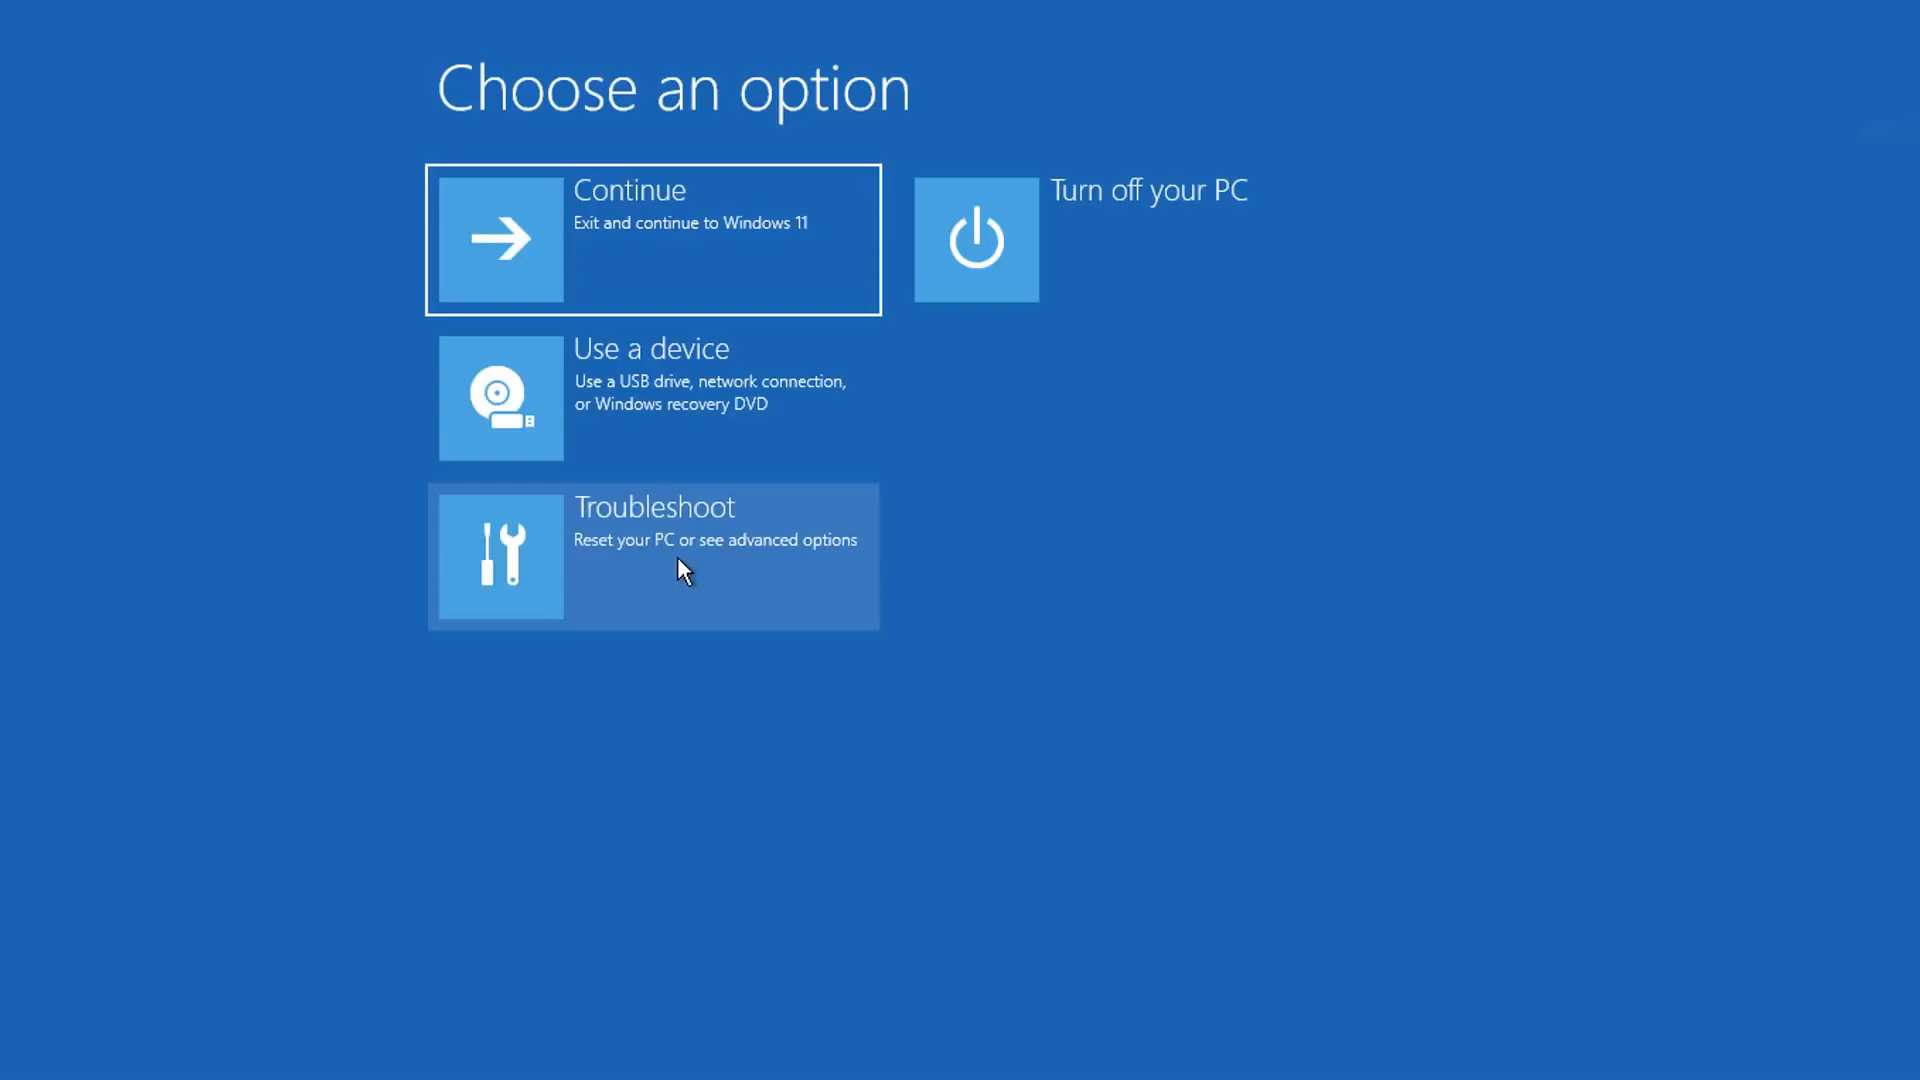 Choose an option
Continue
Exit and continue to Windows 11
Turn off your PC
Use a device
Use a USB drive, network connection,
or Windows recovery DVD
Troubleshoot
Reset your PC or see advanced options